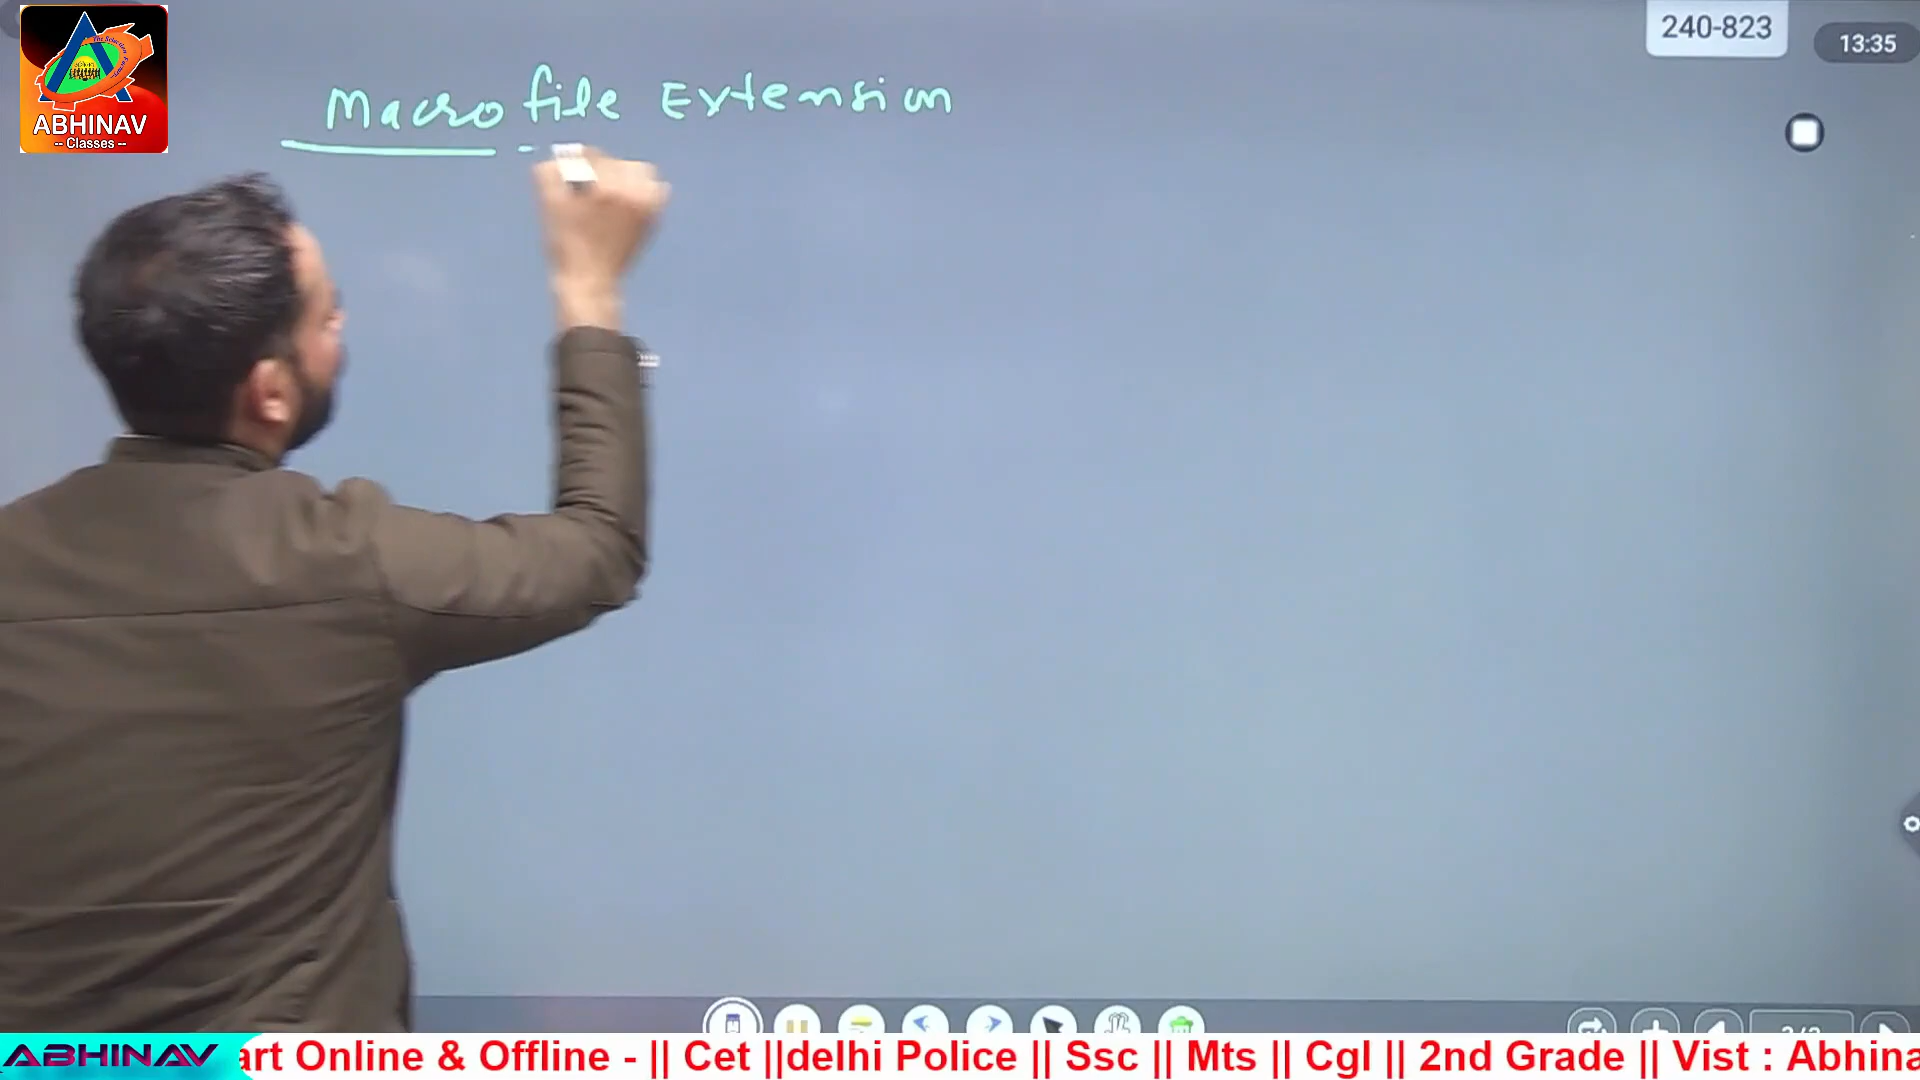 240-823
13:35
ABHINAV
-- Classes --
Macro file Extension
ABHINAV
art Online & Offline - || Cet ||delhi Police || Ssc || Mts || Cgl || 2nd Grade || Vist : Abhina